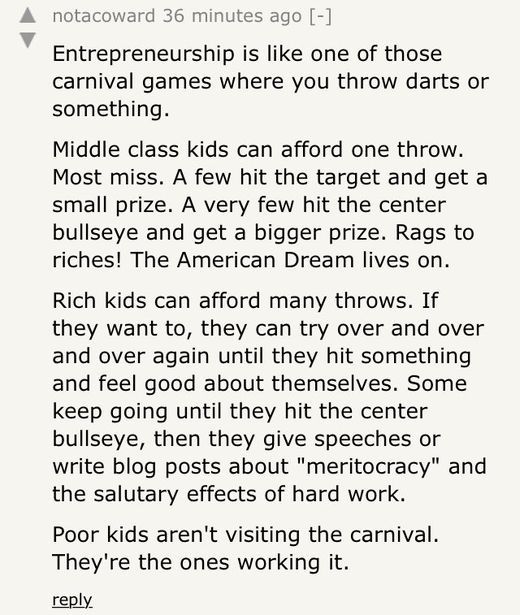 notacoward 36 minutes ago [-]
Entrepreneurship is like one of those
carnival games where you throw darts or
something.
Middle class kids can afford one throw.
Most miss. A few hit the target and get a
small prize. A very few hit the center
bullseye and get a bigger prize. Rags to
riches! The American Dream lives on.
Rich kids can afford many throws. If
they want to, they can try over and over
and over again until they hit something
and feel good about themselves. Some
keep going until they hit the center
bullseye, then they give speeches or
write blog posts about "meritocracy" and
the salutary effects of hard work.
Poor kids aren't visiting the carnival.
They're the ones working it.
reply